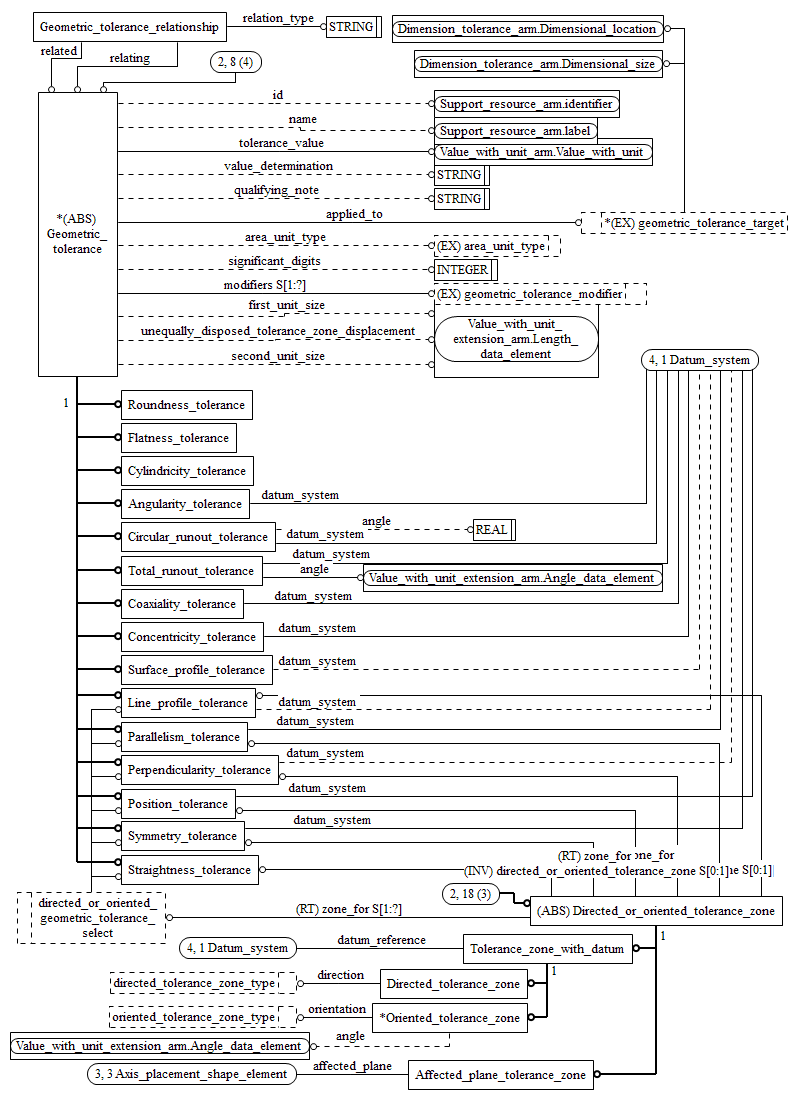 Geometric_tolerance_relationship
relation_type
STRING
Dimension_tolerance_arm.Dimensional_location
related
relating
2, 8 (4)
Dimension_tolerance_arm.Dimensional_size
id
Support_resource_arm.identifier
name
Support_resource_arm.label
tolerance_value
Value_with_unit_arm.Value_with_unit
value_determination
STRING
qualifying_note
STRING
*(ABS)
Geometric_
tolerance
applied_to
*(EX) geometric_tolerance_target
area_unit_type
(EX) area_unit_type
significant_digits
INTEGER
modifiers S[1:?]
(EX) geometric_tolerance_modifier
first_unit_size
unequally_disposed_tolerance_zone_displacement
Value_with_unit_
extension_arm.Length_
data_element
second_unit_size
4, 1 Datum_system
1
Roundness_tolerance
Flatness_tolerance
Cylindricity_tolerance
Angularity_tolerance
datum_system
Circular_runout_tolerance
angle
REAL
datum_system
Total_runout_tolerance
datum_system
angle
Value_with_unit_extension_arm.Angle_data_element
Coaxiality_tolerance
datum_system
Concentricity_tolerance
datum_system
Surface_profile_tolerance
datum_system
Line_profile_tolerance
datum_system
Parallelism_tolerance
datum_system
Perpendicularity_tolerance
datum_system
Position_tolerance
datum_system
Symmetry_tolerance
datum_system
(RT) zone_for
one_for
Straightness_tolerance
(INV) directed_or_oriented_tolerance_zone S[0:1]
ne S[0:1]
2, 18 (3)
directed_or_oriented_
geometric_tolerance_
select
(RT) zone_for S[1:?]
(ABS) Directed_or_oriented_tolerance_zone
1
4, 1 Datum_system
datum_reference
Tolerance_zone_with_datum
1
directed_tolerance_zone_type
direction
Directed_tolerance_zone
oriented_tolerance_zone_type
orientation
*Oriented_tolerance_zone
Value_with_unit_extension_arm.Angle_data_element
angle
3, 3 Axis_placement_shape_element
affected_plane
Affected_plane_tolerance_zone